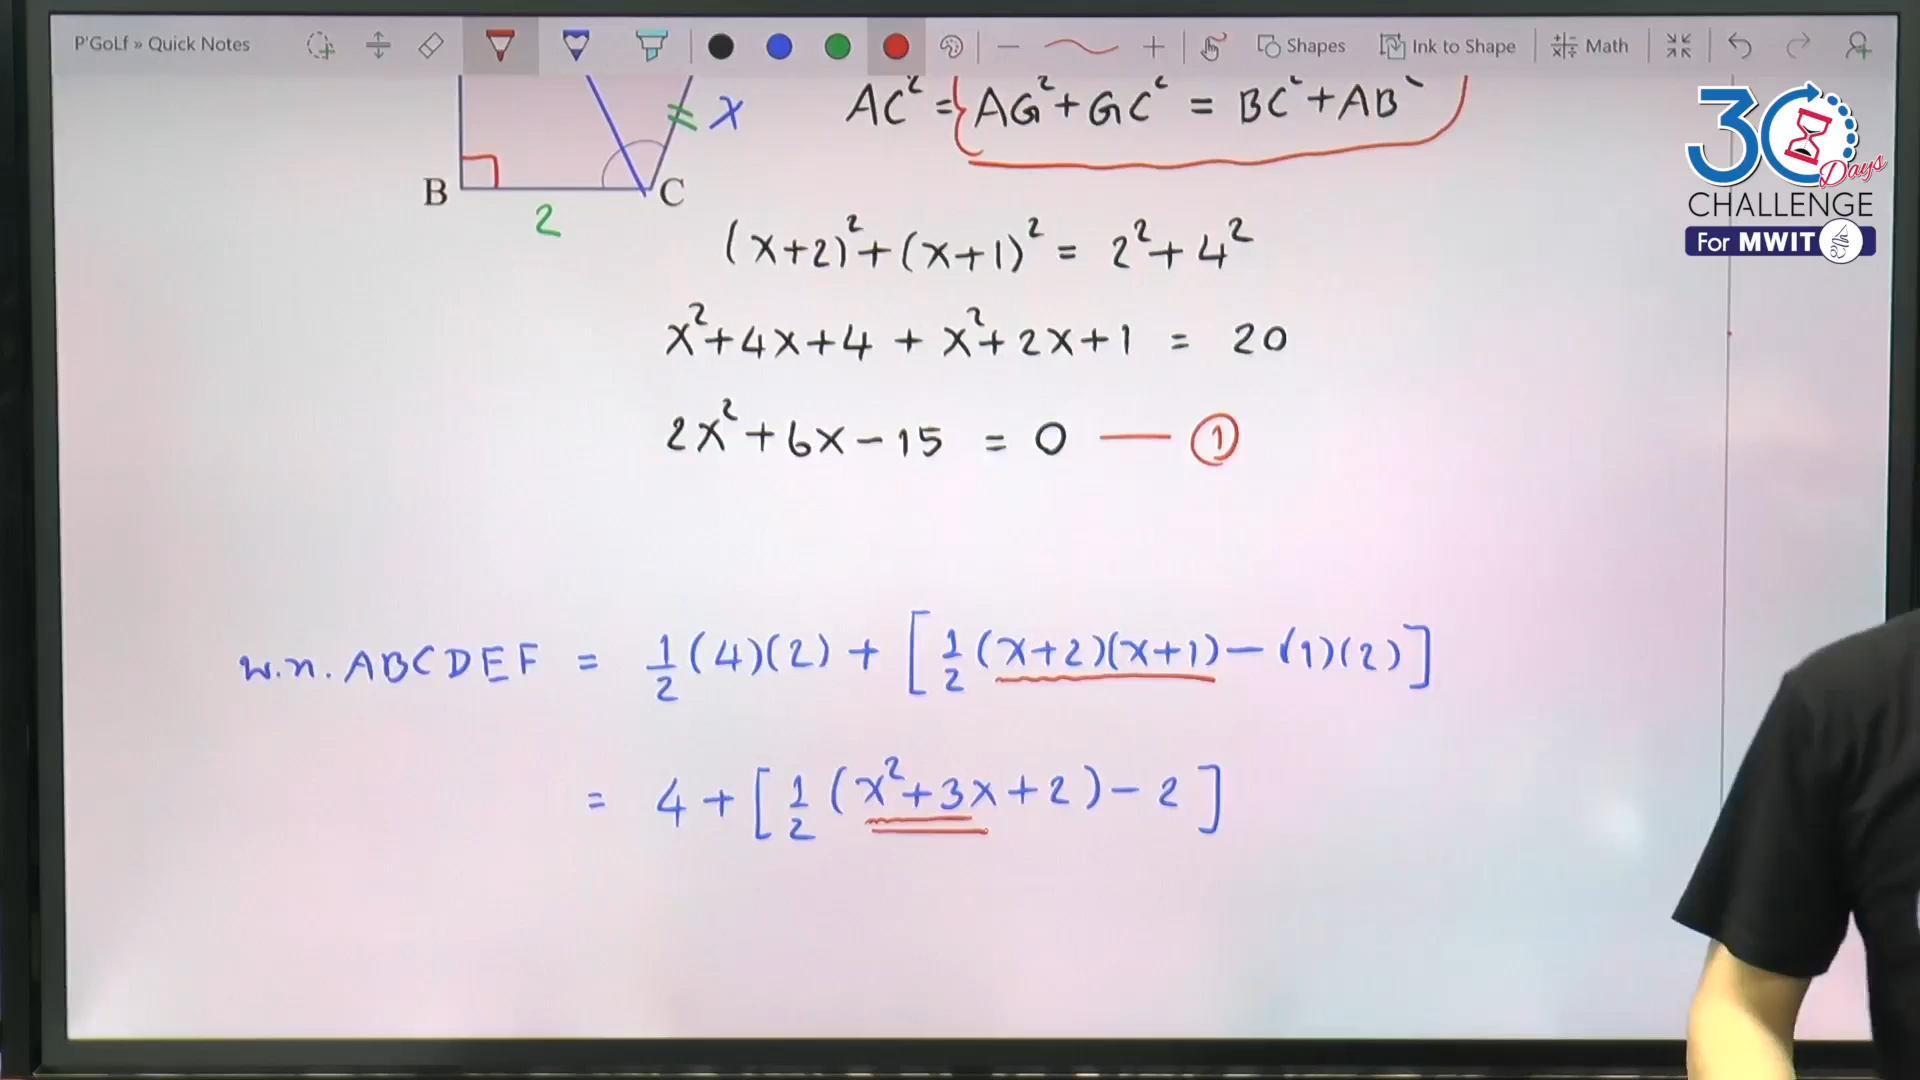 P'GoLf » Quick Notes
Shapes
Ink to Shape
Math
AC² = { AG² + GC² = BC² + AB²
x
B
C
2
(x+2)² + (x+1)² = 2² + 4²
x² + 4x + 4 + x² + 2x + 1 = 20
2x² + 6x - 15 = 0 — ①
พ.ท. ABCDEF = 1/2 (4)(2) + [ 1/2 (x+2)(x+1) - (1)(2) ]
= 4 + [ 1/2 (x² + 3x + 2) - 2 ]
30 Days
CHALLENGE
For MWIT